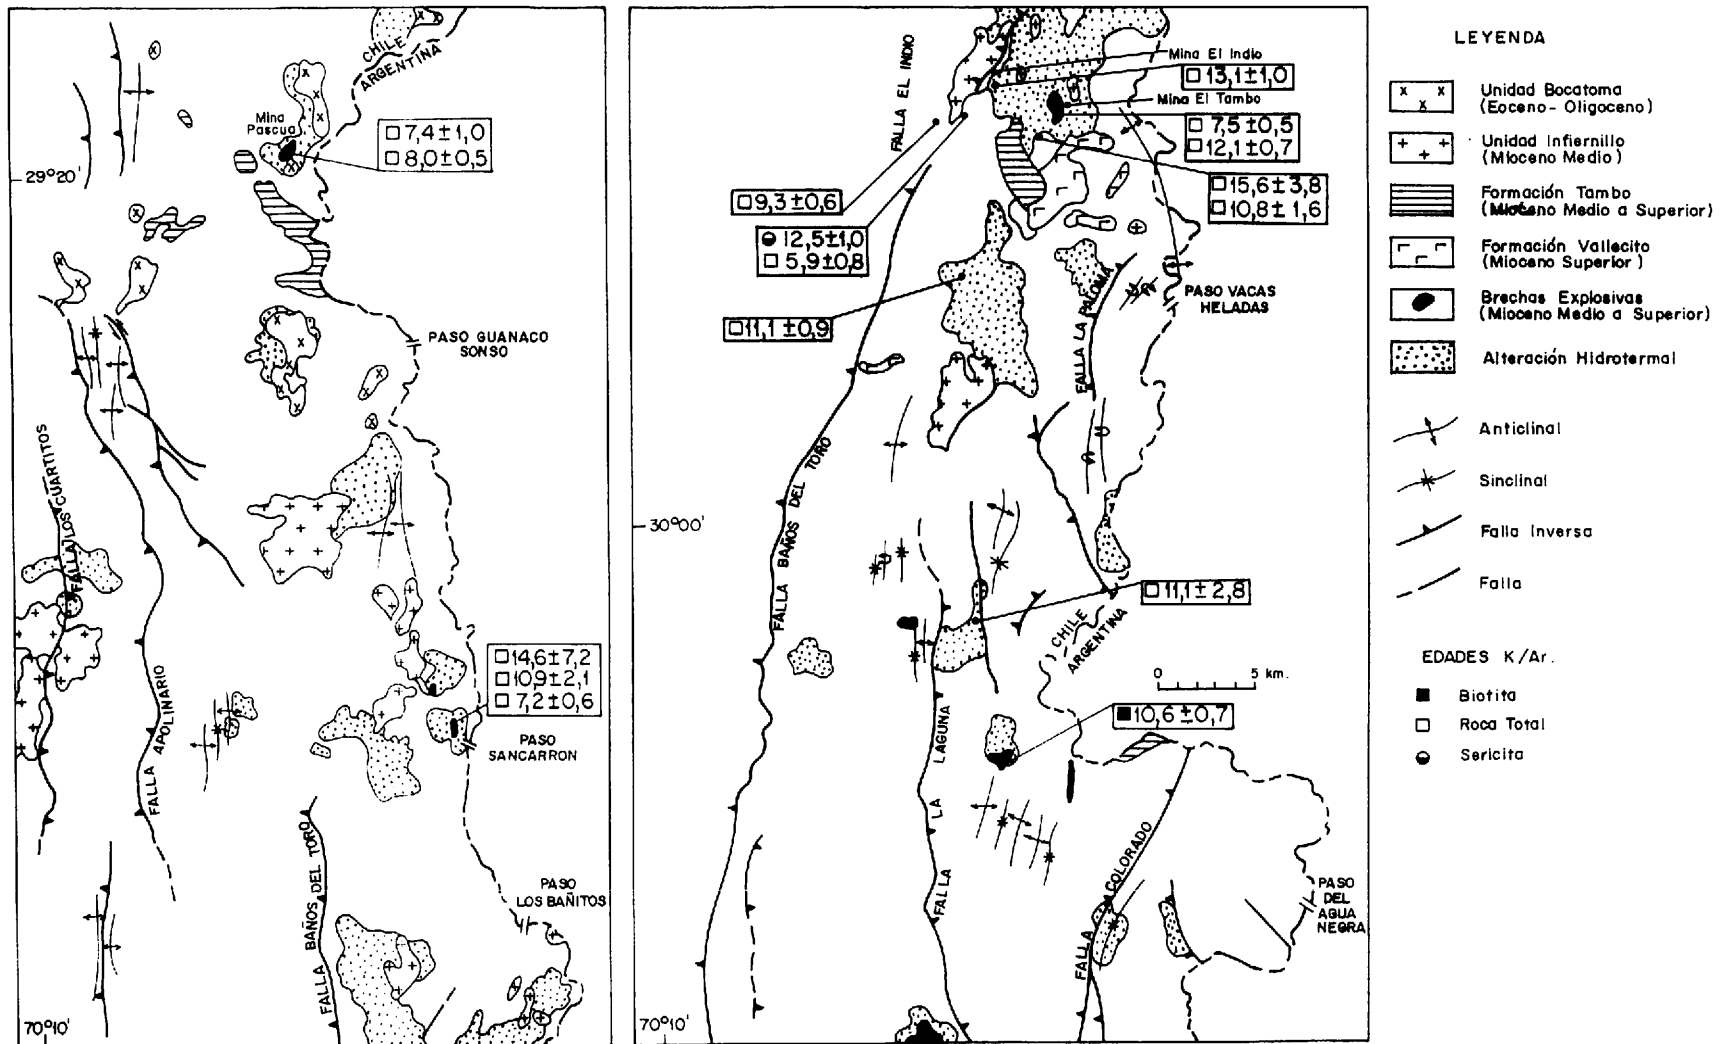 CHILE
ARGENTINA
Mina
Pascua
□ 7,4 ± 1,0
□ 8,0 ± 0,5
29°20'
PASO GUANACO
SONSO
FALLA LOS CUARTITOS
FALLA APOLINARIO
□ 14,6 ± 7,2
□ 10,9 ± 2,1
□ 7,2 ± 0,6
PASO
SANCARRON
FALLA BAÑOS DEL TORO
PASO
LOS BAÑITOS
70°10'
FALLA EL INDIO
Mina El Indio
□ 13,1 ± 1,0
Mina El Tambo
□ 7,5 ± 0,5
□ 12,1 ± 0,7
□ 15,6 ± 3,8
□ 10,8 ± 1,6
□ 9,3 ± 0,6
12,5 ± 1,0
□ 5,9 ± 0,8
□ 11,1 ± 0,9
PASO VACAS
HELADAS
FALLA LA PALOMA
FALLA BAÑOS DEL TORO
30°00'
□ 11,1 ± 2,8
CHILE
ARGENTINA
0 5 km.
■ 10,6 ± 0,7
FALLA LA LAGUNA
FALLA COLORADO
PASO
DEL
AGUA
NEGRA
70°10'
LEYENDA
Unidad Bocatoma
(Eoceno - Oligoceno)
Unidad Infiernillo
(Mioceno Medio)
Formación Tambo
(Mioceno Medio a Superior)
Formación Vallecito
(Mioceno Superior)
Brechas Explosivas
(Mioceno Medio a Superior)
Alteración Hidrotermal
Anticlinal
Sinclinal
Falla Inversa
Falla
EDADES K/Ar.
Biotita
Roca Total
Sericita